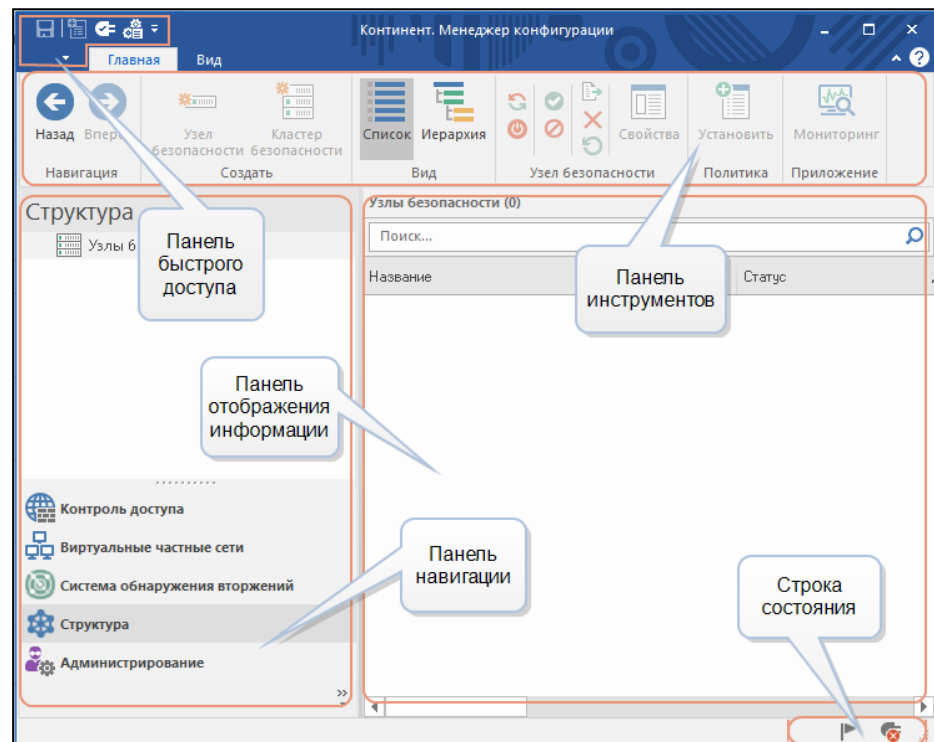 Континент. Менеджер конфигурации
Главная Вид
Назад
Узел безопасности
Кластер безопасности
Список
Иерархия
Свойства
Установить
Мониторинг
Навигация
Создать
Вид
Узел безопасности
Политика
Приложение
Структура
Узлы б
Узлы безопасности (0)
Поиск...
Название
Статус
Панель
быстрого
доступа
Панель
инструментов
Панель
отображения
информации
Контроль доступа
Виртуальные частные сети
Система обнаружения вторжений
Структура
Администрирование
Панель
навигации
Строка
состояния